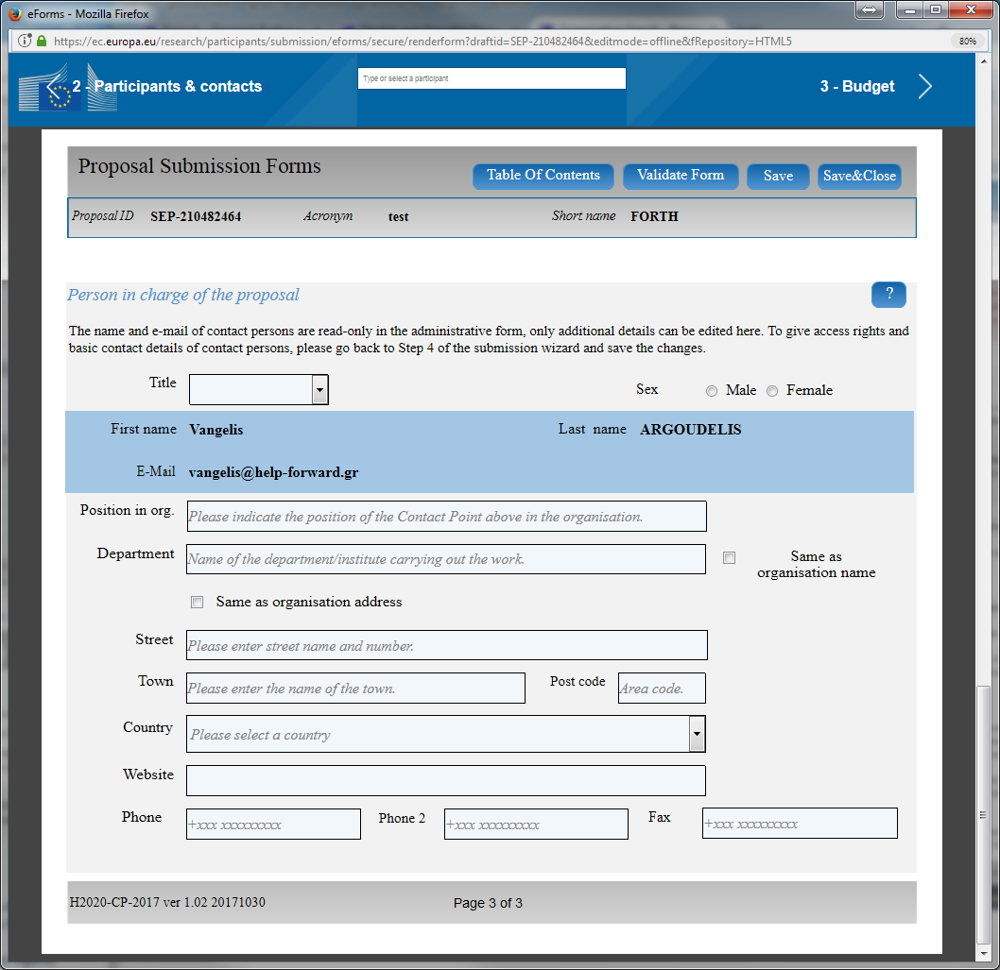 eForms - Mozilla Firefox
https://ec.europa.eu/research/participants/submission/eforms/secure/renderform?draftid=SEP-210482464&editmode=offline&fRepository=HTML5 80%
2 - Participants & contacts
Type or select a participant
3 - Budget
Proposal Submission Forms
Table Of Contents Validate Form Save Save&Close
Proposal ID SEP-210482464 Acronym test Short name FORTH
Person in charge of the proposal
?
The name and e-mail of contact persons are read-only in the administrative form, only additional details can be edited here. To give access rights and
basic contact details of contact persons, please go back to Step 4 of the submission wizard and save the changes.
Title Sex Male Female
First name Vangelis Last name ARGOUDELIS
E-Mail vangelis@help-forward.gr
Position in org. Please indicate the position of the Contact Point above in the organisation.
Department Name of the department/institute carrying out the work. Same as
organisation name
Same as organisation address
Street Please enter street name and number.
Town Please enter the name of the town. Post code Area code.
Country Please select a country
Website
Phone +xxx xxxxxxxxx Phone 2 +xxx xxxxxxxxx Fax +xxx xxxxxxxxx
H2020-CP-2017 ver 1.02 20171030 Page 3 of 3